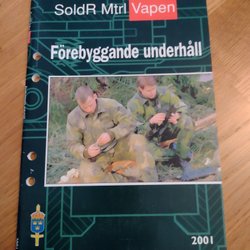 SoldR Mtrl Vapen
Förebyggande underhåll
2001